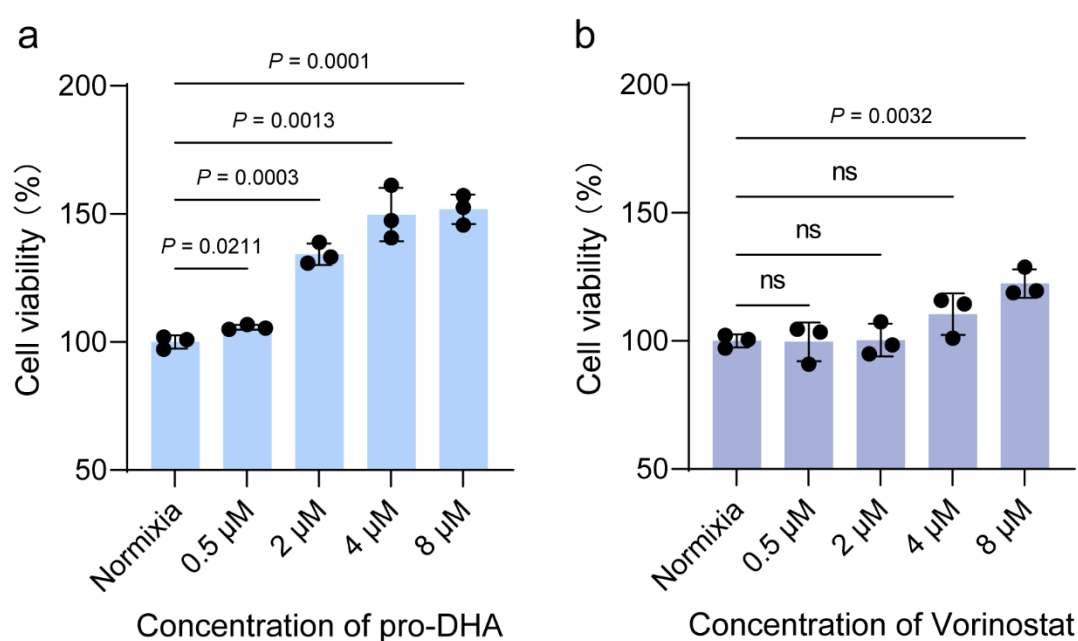 a
P = 0.0001
P = 0.0013
P = 0.0003
P = 0.0211
Cell viability (%)
200
150
100
50
Normixia
0.5 μM
2 μM
4 μM
8 μM
Concentration of pro-DHA
b
P = 0.0032
ns
ns
ns
Cell viability (%)
200
150
100
50
Normixia
0.5 μM
2 μM
4 μM
8 μM
Concentration of Vorinostat